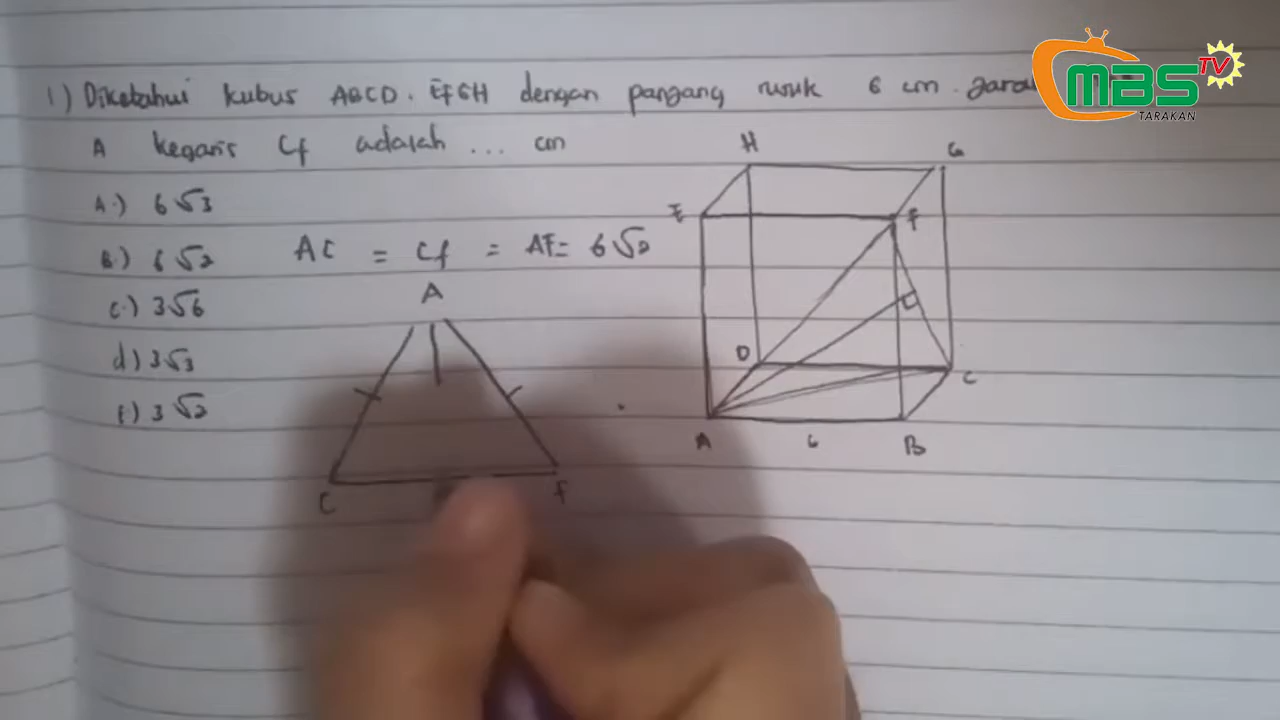 MBS TV
TARAKAN
1) Diketahui kubus ABCD.EFGH dengan panjang rusuk 6 cm. Jarak
A kegaris CF adalah ... cm
A.) 6√3
B.) 6√2
C.) 3√6
d) 3√3
E.) 3√2
AC = CF = AF = 6√2
A
C
F
H
G
E
F
D
C
A
6
B